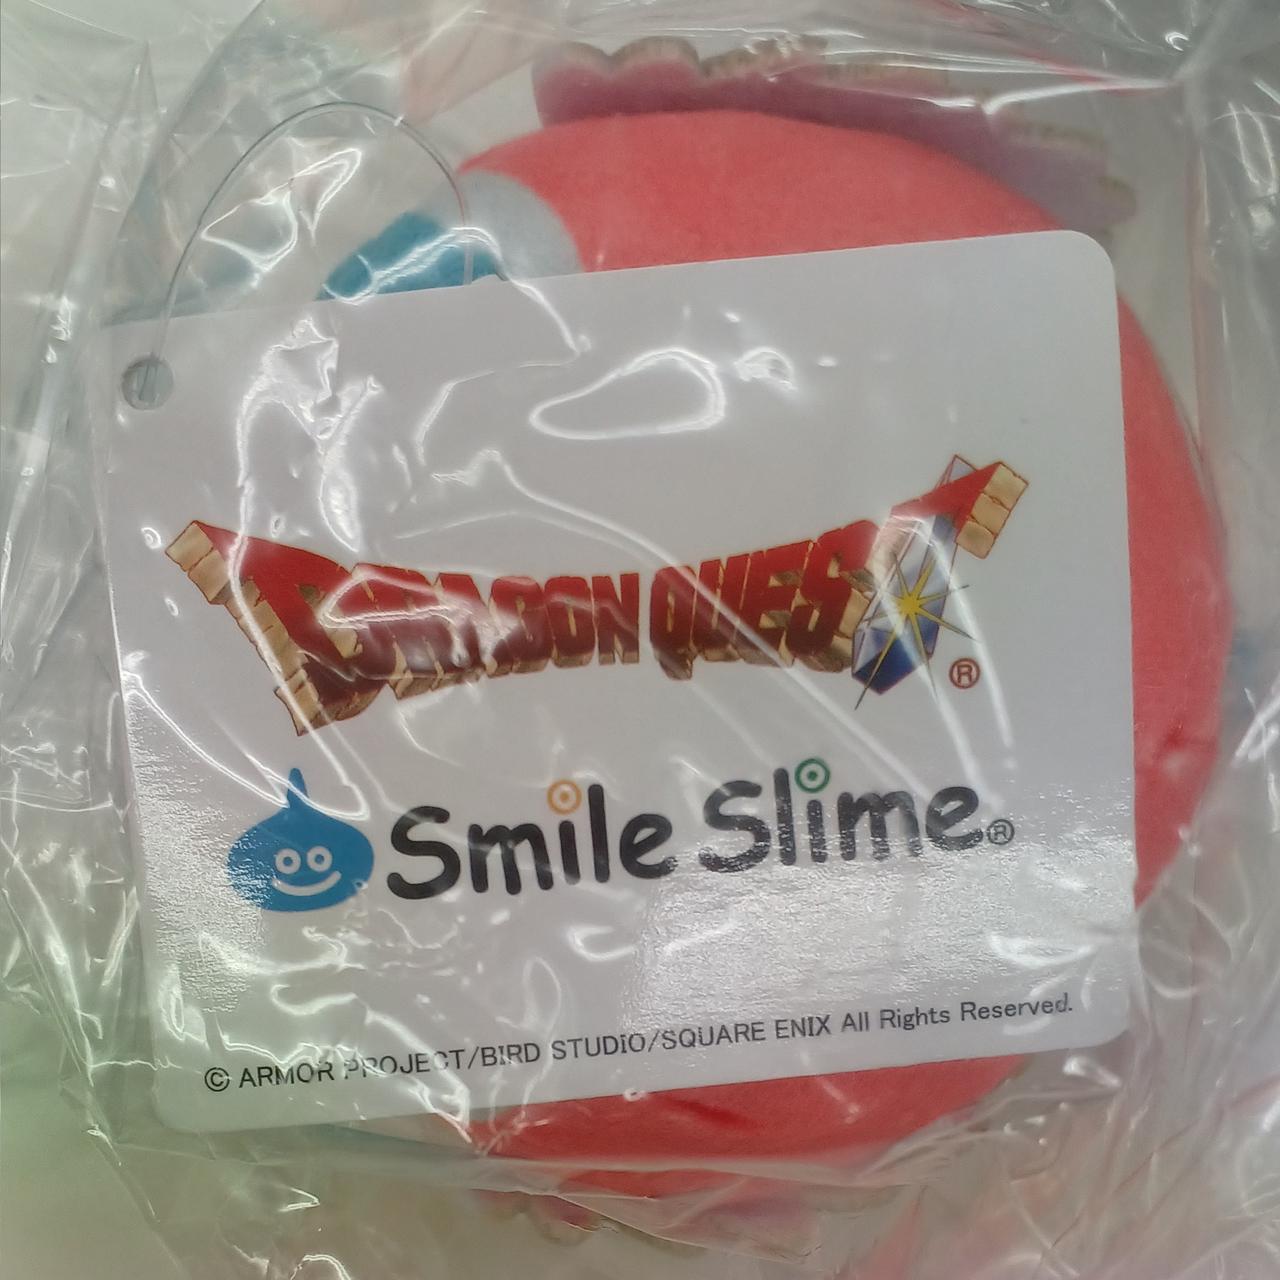 DRAGON QUEST®
Smile Slime®
© ARMOR PROJECT/BIRD STUDIO/SQUARE ENIX All Rights Reserved.